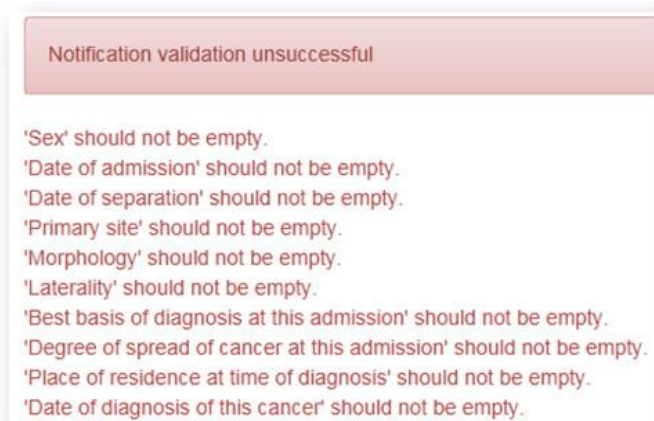 Notification validation unsuccessful
'Sex' should not be empty.
'Date of admission' should not be empty.
'Date of separation' should not be empty.
'Primary site' should not be empty.
'Morphology' should not be empty.
'Laterality' should not be empty.
'Best basis of diagnosis at this admission' should not be empty.
'Degree of spread of cancer at this admission' should not be empty.
'Place of residence at time of diagnosis' should not be empty.
'Date of diagnosis of this cancer' should not be empty.